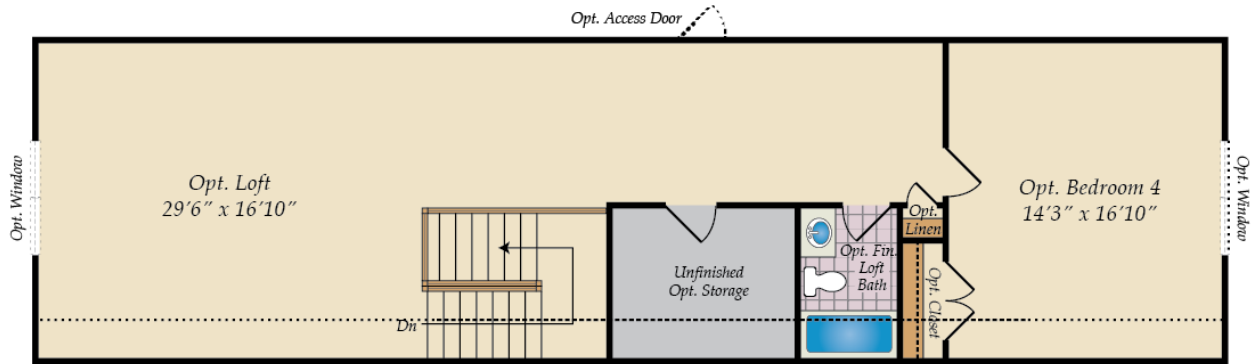 Opt. Access Door
Opt. Window
Opt. Loft
29'6" x 16'10"
Opt. Bedroom 4
14'3" x 16'10"
Opt. Window
Opt.
Linen
Unfinished
Opt. Storage
Opt. Fin.
Loft
Bath
Opt. Closet
Dn